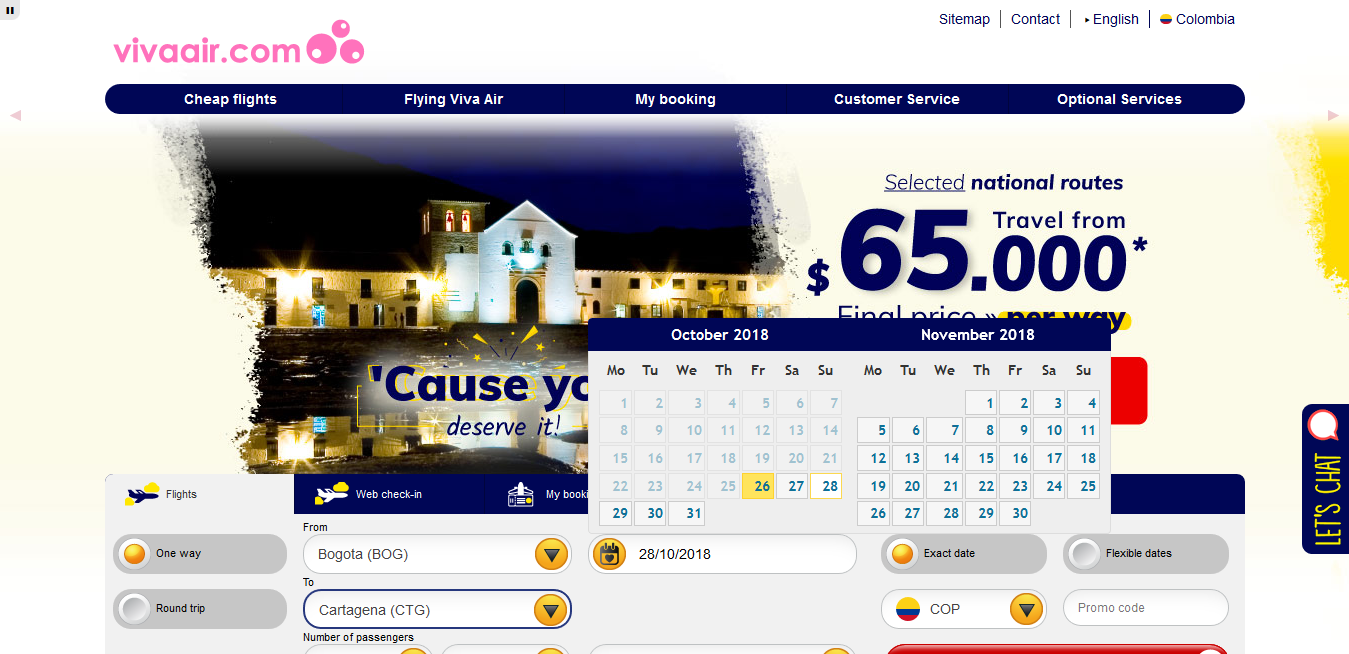 Sitemap Contact English Colombia
vivaair.com
Cheap flights Flying Viva Air My booking Customer Service Optional Services
Selected national routes
Travel from
$65.000*
Final price » per way
'Cause yo
deserve it!
October 2018 November 2018
Mo Tu We Th Fr Sa Su Mo Tu We Th Fr Sa Su
1 2 3 4 5 6 7 1 2 3 4
8 9 10 11 12 13 14 5 6 7 8 9 10 11
15 16 17 18 19 20 21 12 13 14 15 16 17 18
22 23 24 25 26 27 28 19 20 21 22 23 24 25
29 30 31 26 27 28 29 30
LET'S CHAT
Flights Web check-in My booki
From
One way Bogota (BOG) 28/10/2018 Exact date Flexible dates
To
Round trip Cartagena (CTG) COP Promo code
Number of passengers